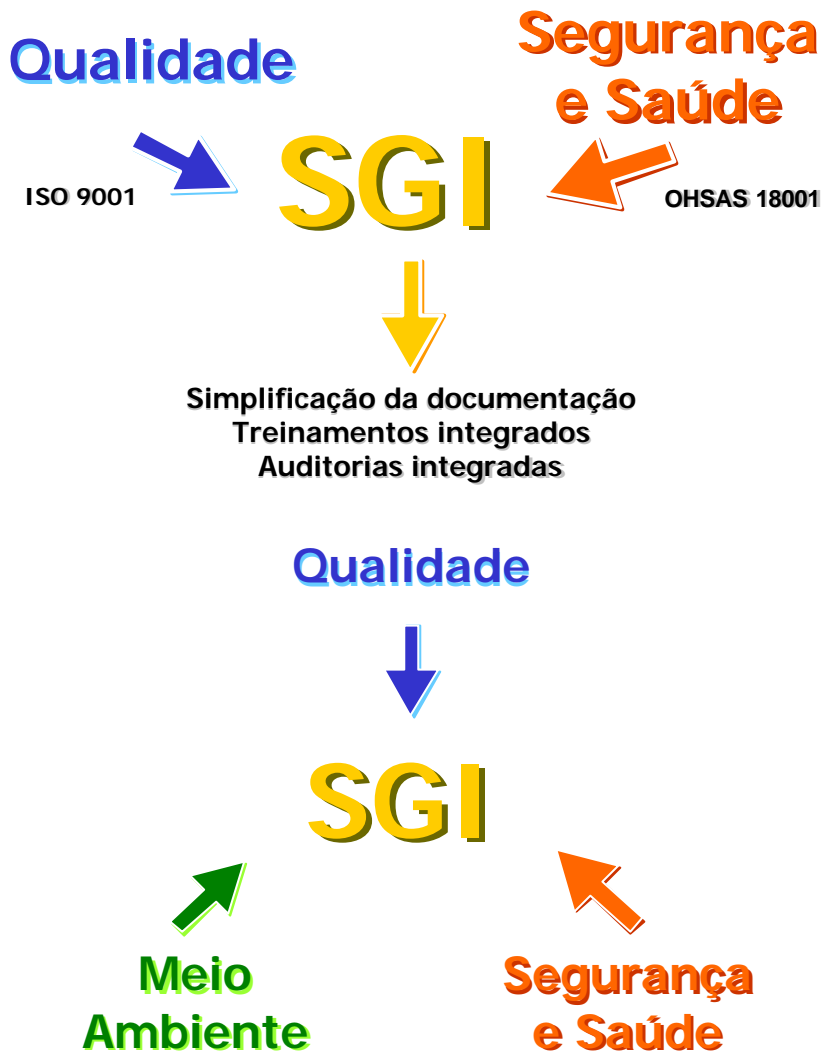 Qualidade
Segurança
e Saúde
SGI
ISO 9001
OHSAS 18001
Simplificação da documentação
Treinamentos integrados
Auditorias integradas
Qualidade
SGI
Meio
Ambiente
Segurança
e Saúde